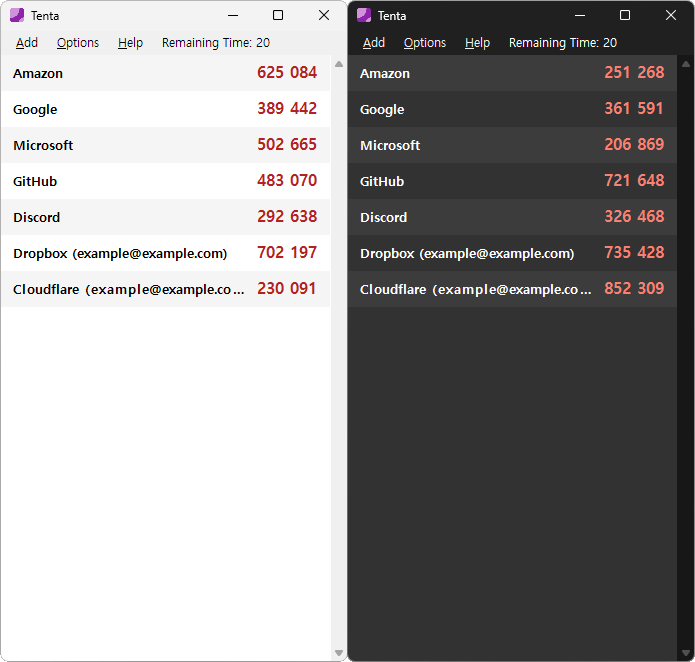 Tenta
Add Options Help Remaining Time: 20
Amazon 625 084
Google 389 442
Microsoft 502 665
GitHub 483 070
Discord 292 638
Dropbox (example@example.com) 702 197
Cloudflare (example@example.co... 230 091
Tenta
Add Options Help Remaining Time: 20
Amazon 251 268
Google 361 591
Microsoft 206 869
GitHub 721 648
Discord 326 468
Dropbox (example@example.com) 735 428
Cloudflare (example@example.co... 852 309